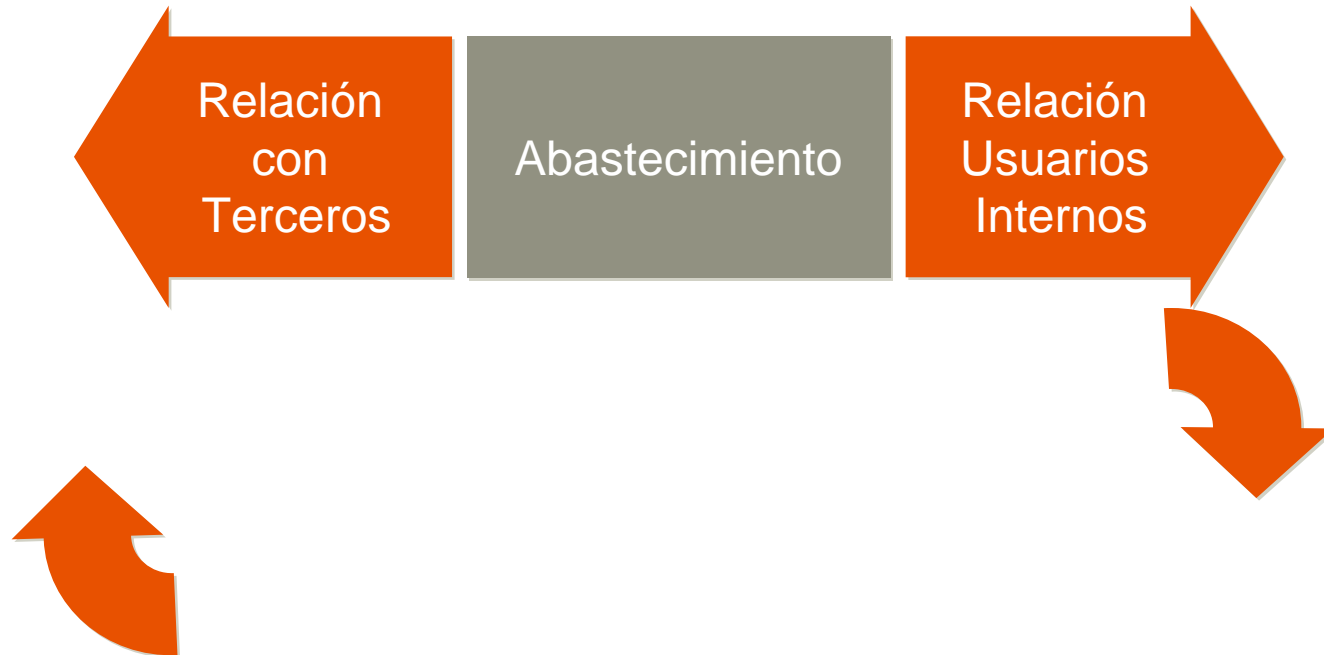 Relación
con
Terceros
Abastecimiento
Relación
Usuarios
Internos